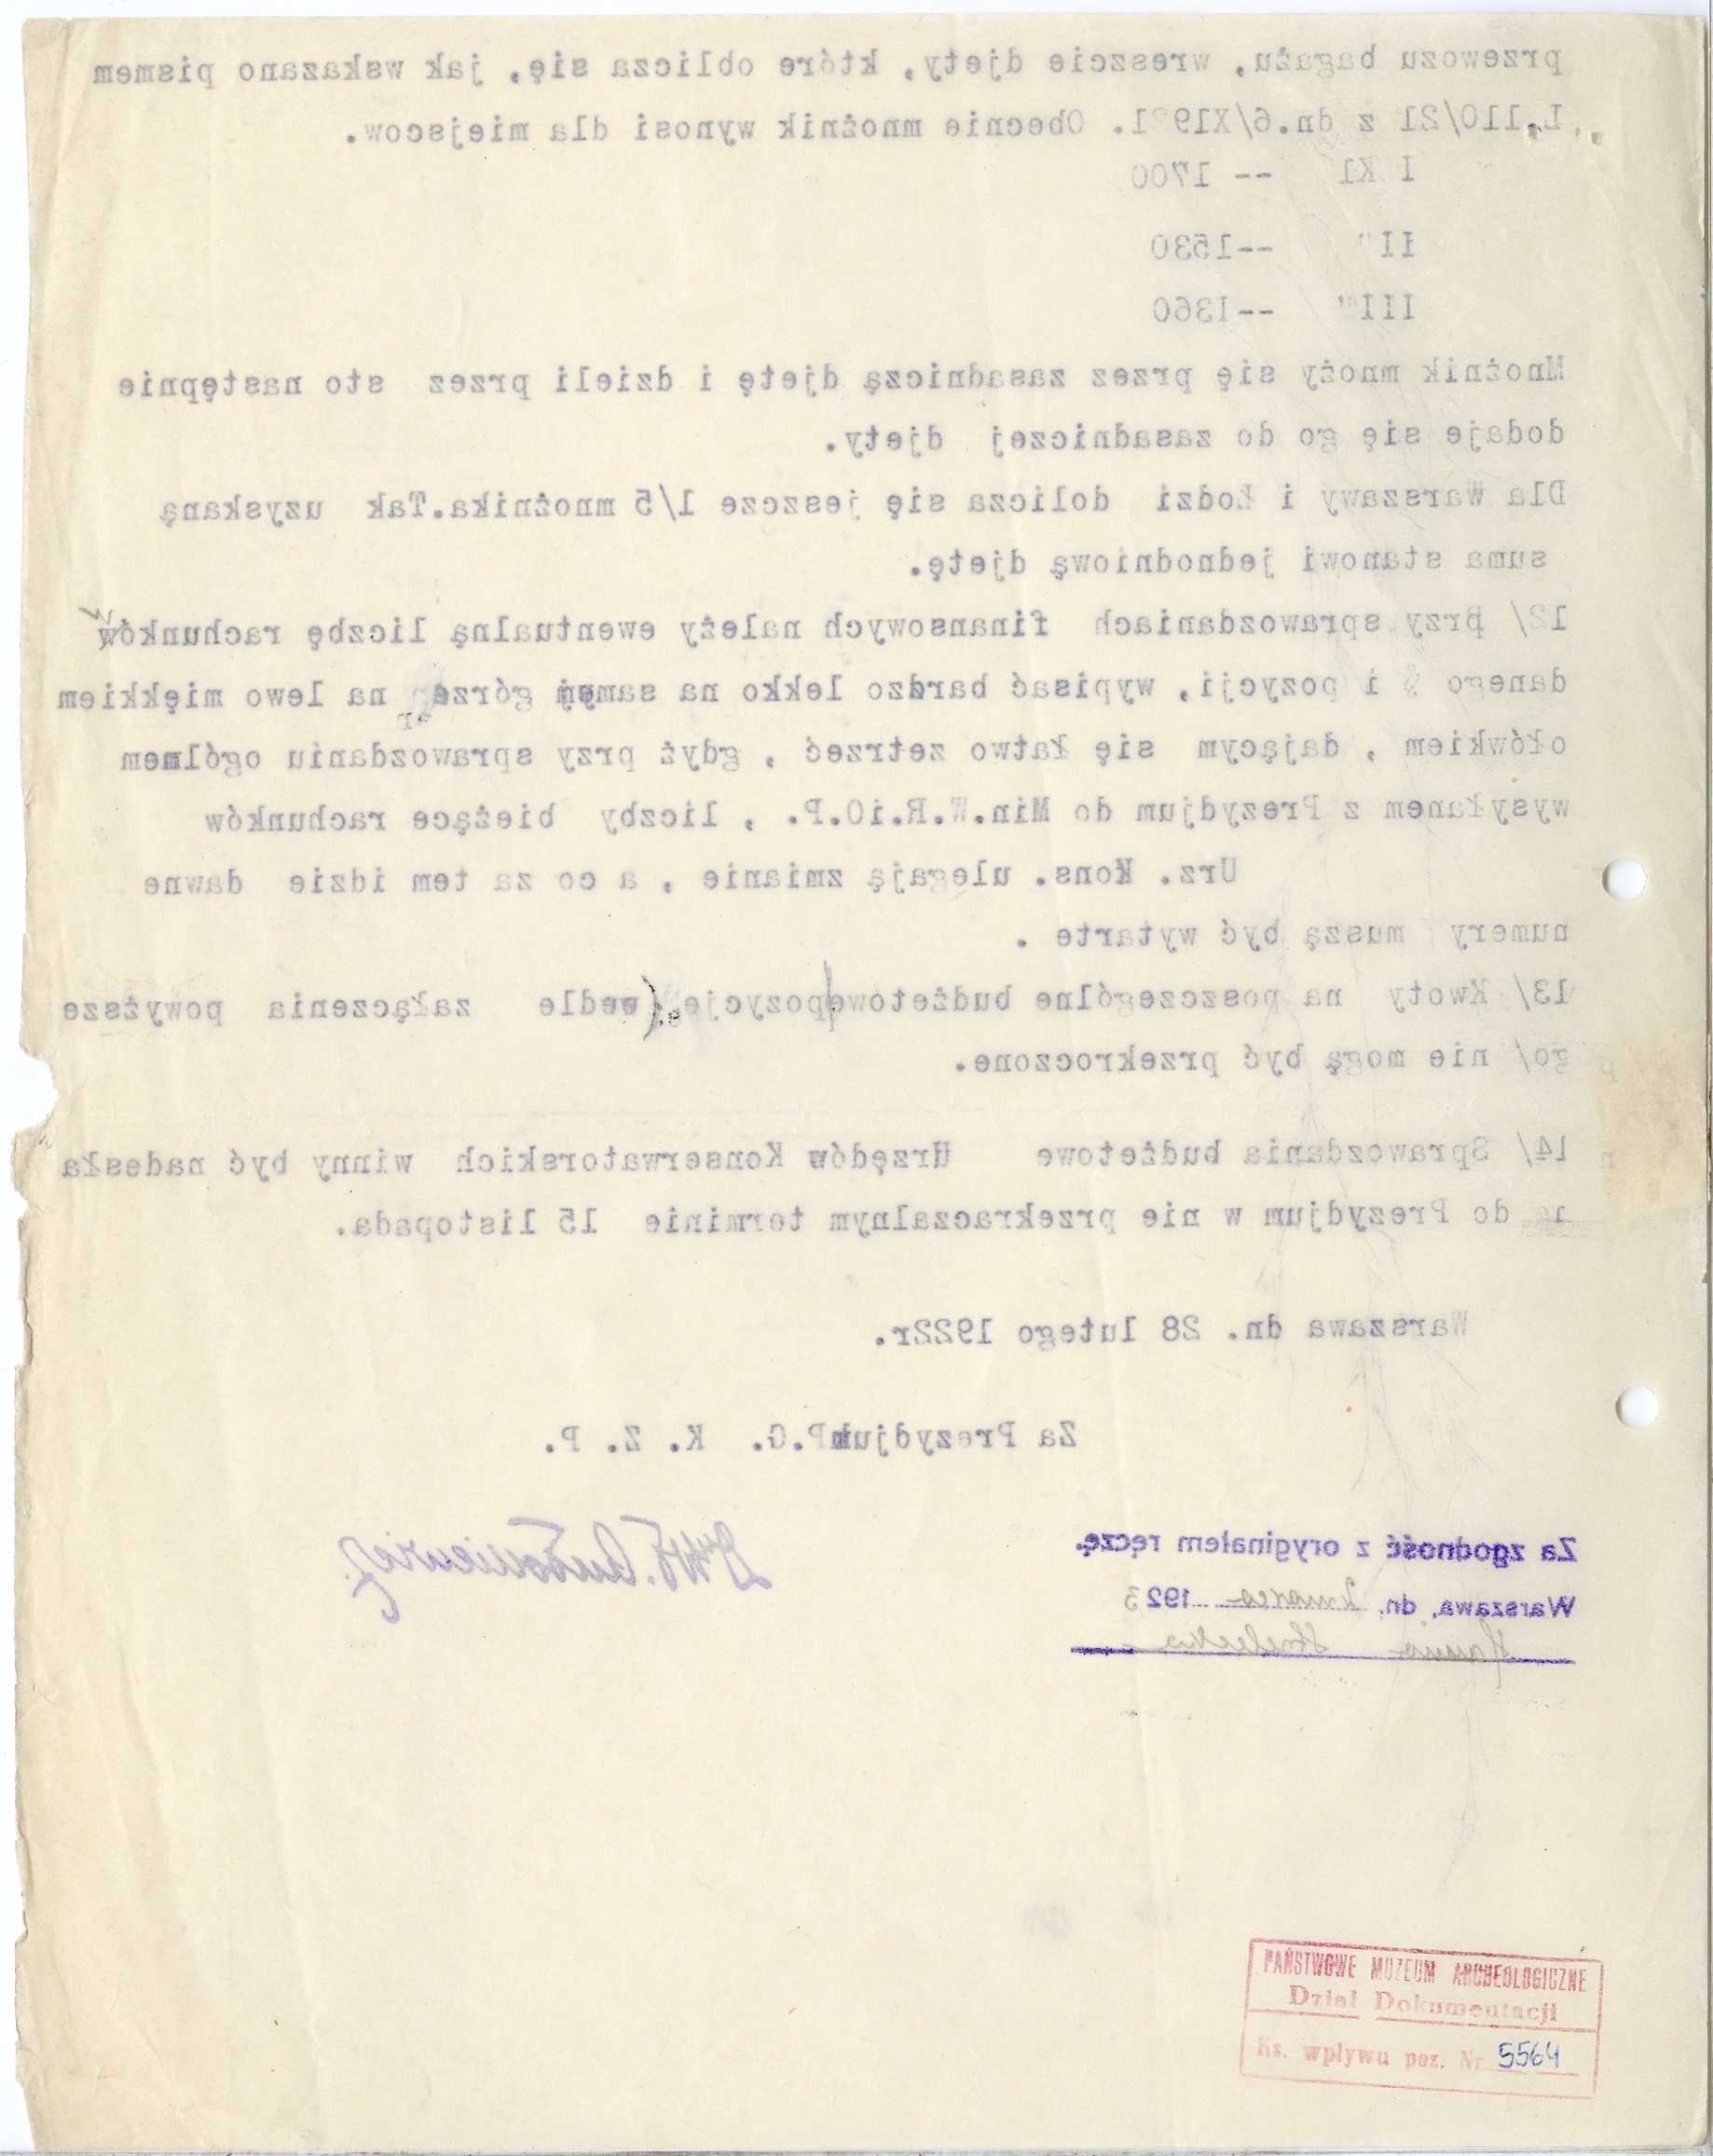 przewozu bagażu, wreszcie djety, które oblicza się, jak wskazano pismem
L.110/21 z dn.6/XI921. Obecnie mnożnik wynosi dla miejscow.
I Kl -- 1700
II" --1530
III" --1360
Mnożnik mnoży się przez zasadniczą djetę i dzieli przez sto następnie
dodaje się go do zasadniczej djety.
Dla Warszawy i Łodzi dolicza się jeszcze 1/5 mnożnika.Tak uzyskaną
suma stanowi jednodniową djetę.
12/ przy sprawozdaniach finansowych należy ewentualną liczbę rachunków
danego § i pozycji, wypisać bardzo lekko na samej górze na lewo miękkiem
ołówkiem , dającym się łatwo zetrzeć , gdyż przy sprawozdaniu ogólnem
wysyłanem z Prezydjum do Min.W.R.iO.P. , liczby bieżące rachunków
Urz. Kons. ulegają zmianie , a co za tem idzie dawne
numery muszą być wytarte .
13/ Kwoty na poszczególne budżetowe pozycje (wedle załączenia powyższe
go/ nie mogą być przekroczone.
14/ Sprawozdania budżetowe Urzędów Konserwatorskich winny być nadesła
ne do Prezydjum w nie przekraczalnym terminie 15 listopada.
Warszawa dn. 28 lutego 1922r.
Za Prezydjum P.G. K. Z. P.
Za zgodność z oryginałem ręczę.
Warszawa, dn. 2 marca 1923
PAŃSTWOWE MUZEUM ARCHEOLOGICZNE
Dział Dokumentacji
Ks. wpływu poz. Nr 5564